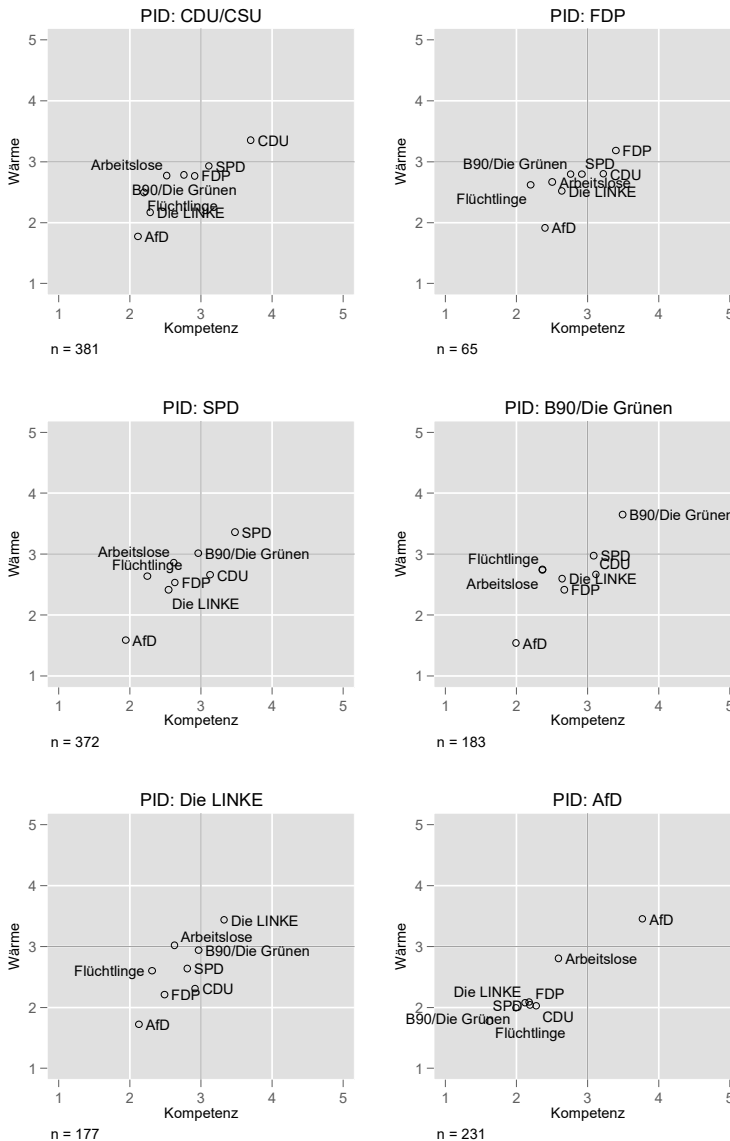 PID: CDU/CSU
5
4
3
2
1
Wärme
CDU
SPD
Arbeitslose
FDP
B90/Die Grünen
Flüchtlinge
Die LINKE
AfD
1 2 3 4 5
Kompetenz
n = 381
PID: FDP
5
4
3
2
1
Wärme
FDP
B90/Die Grünen
SPD
CDU
Arbeitslose
Die LINKE
Flüchtlinge
AfD
1 2 3 4 5
Kompetenz
n = 65
PID: SPD
5
4
3
2
1
Wärme
SPD
Arbeitslose
B90/Die Grünen
Flüchtlinge
CDU
FDP
Die LINKE
AfD
1 2 3 4 5
Kompetenz
n = 372
PID: B90/Die Grünen
5
4
3
2
1
Wärme
B90/Die Grünen
SPD
Flüchtlinge
CDU
Die LINKE
Arbeitslose
FDP
AfD
1 2 3 4 5
Kompetenz
n = 183
PID: Die LINKE
5
4
3
2
1
Wärme
Die LINKE
Arbeitslose
B90/Die Grünen
Flüchtlinge
SPD
CDU
FDP
AfD
1 2 3 4 5
Kompetenz
n = 177
PID: AfD
5
4
3
2
1
Wärme
AfD
Arbeitslose
Die LINKE
FDP
SPD
CDU
B90/Die Grünen
Flüchtlinge
1 2 3 4 5
Kompetenz
n = 231